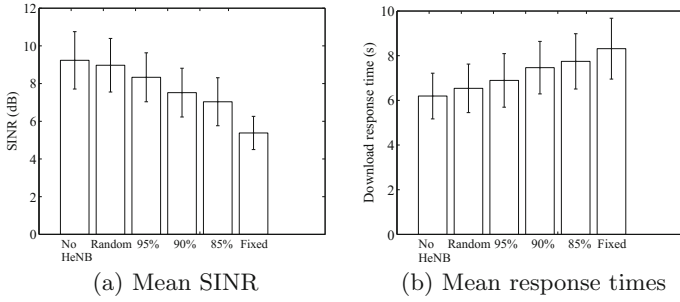 12
10
8
6
4
2
0
SINR (dB)
No HeNB
Random
95%
90%
85%
Fixed
(a) Mean SINR
10
8
6
4
2
0
Download response time (s)
No HeNB
Random
95%
90%
85%
Fixed
(b) Mean response times